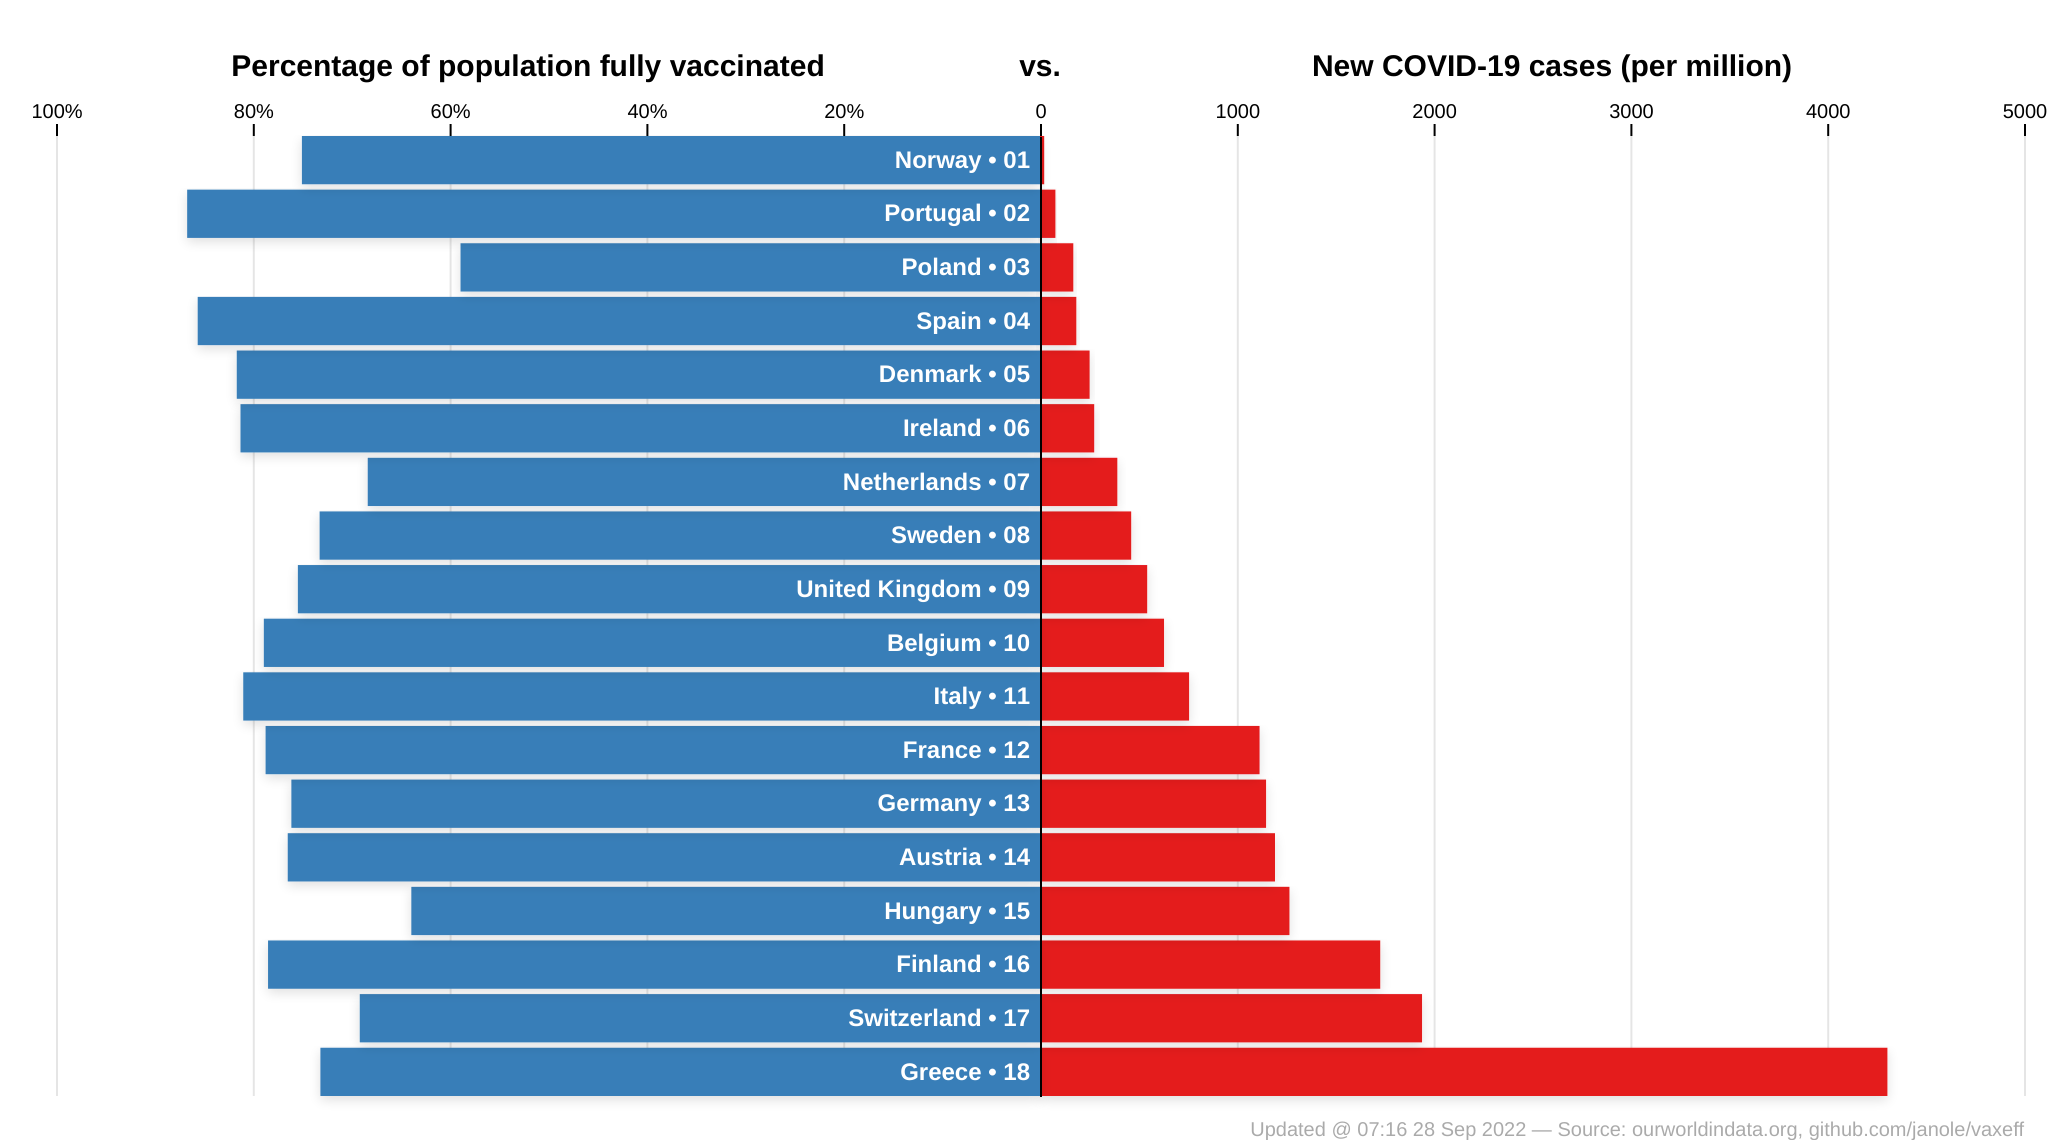 Percentage of population fully vaccinated vs. New COVID-19 cases (per million)
100% 80% 60% 40% 20% 0 1000 2000 3000 4000 5000
Norway • 01
Portugal • 02
Poland • 03
Spain • 04
Denmark • 05
Ireland • 06
Netherlands • 07
Sweden • 08
United Kingdom • 09
Belgium • 10
Italy • 11
France • 12
Germany • 13
Austria • 14
Hungary • 15
Finland • 16
Switzerland • 17
Greece • 18
Updated @ 07:16 28 Sep 2022 — Source: ourworldindata.org, github.com/janole/vaxeff